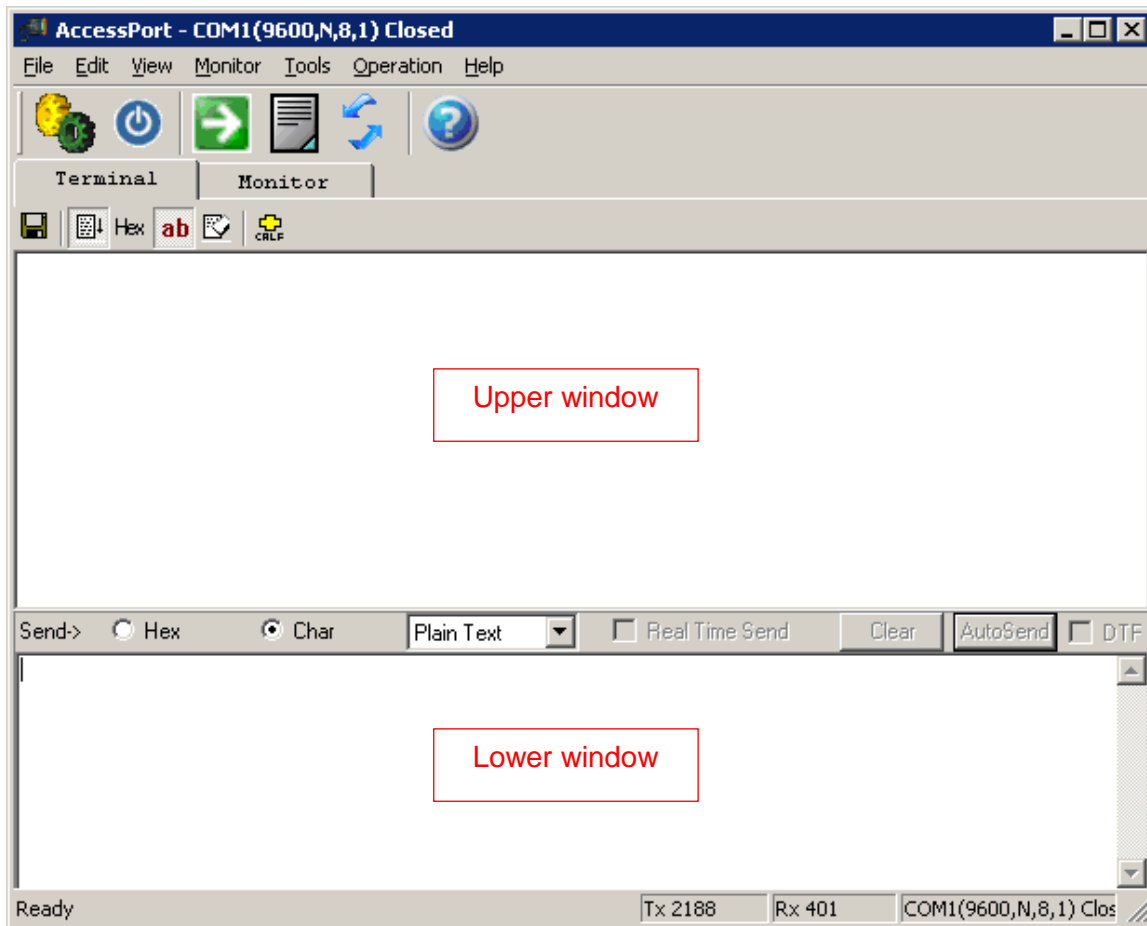 AccessPort - COM1(9600,N,8,1) Closed
File Edit View Monitor Tools Operation Help
Terminal Monitor
Hex ab CRLF
Upper window
Send-> Hex Char Plain Text Real Time Send Clear AutoSend DTF
Lower window
Ready Tx 2188 Rx 401 COM1(9600,N,8,1) Clos